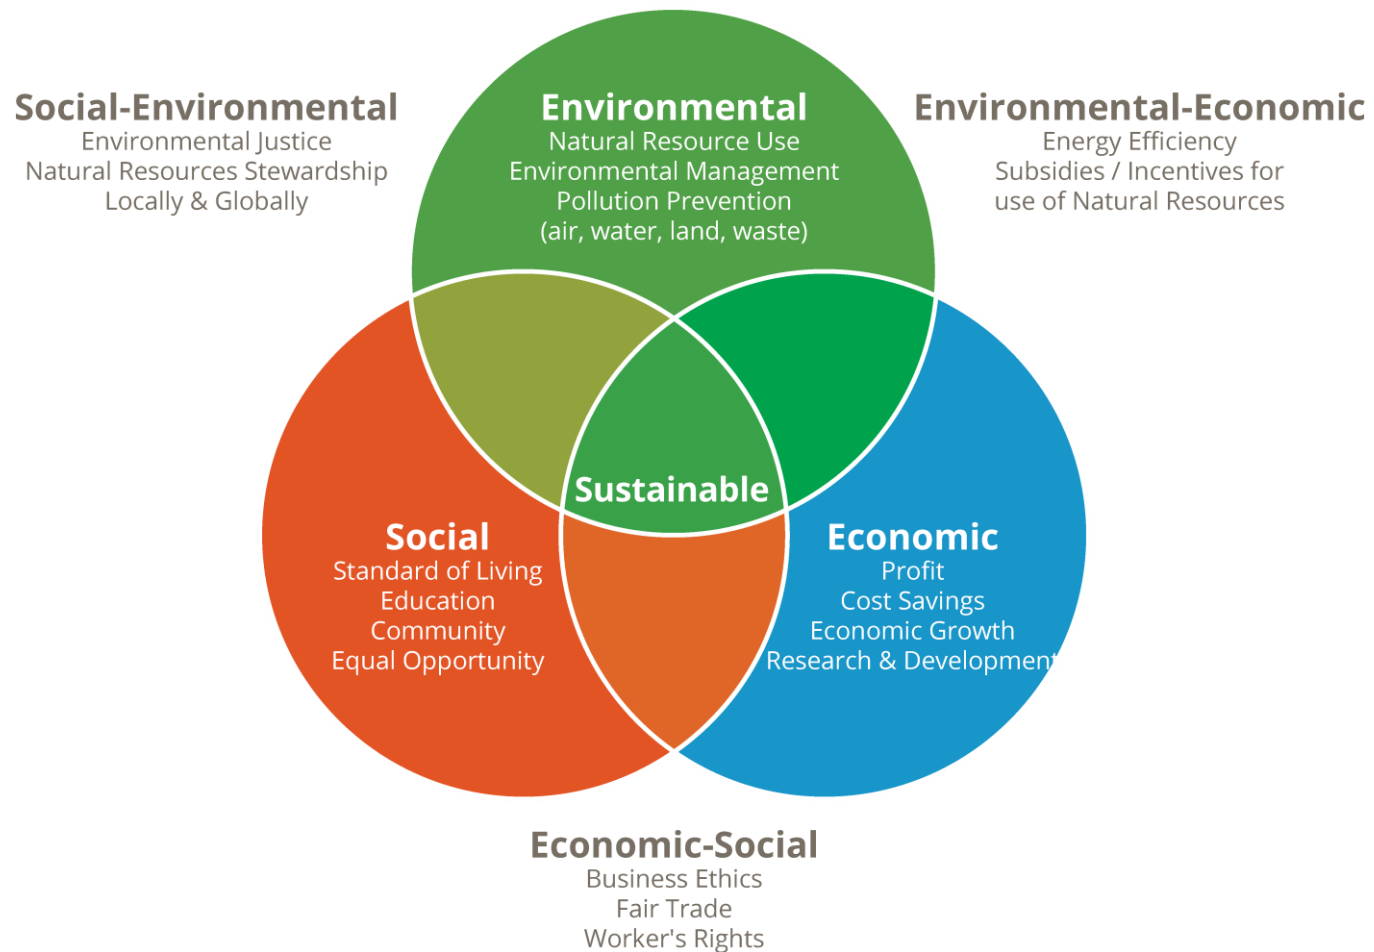 Social-Environmental
Environmental Justice
Natural Resources Stewardship
Locally & Globally
Environmental
Natural Resource Use
Environmental Management
Pollution Prevention
(air, water, land, waste)
Environmental-Economic
Energy Efficiency
Subsidies / Incentives for
use of Natural Resources
Sustainable
Social
Standard of Living
Education
Community
Equal Opportunity
Economic
Profit
Cost Savings
Economic Growth
Research & Development
Economic-Social
Business Ethics
Fair Trade
Worker's Rights